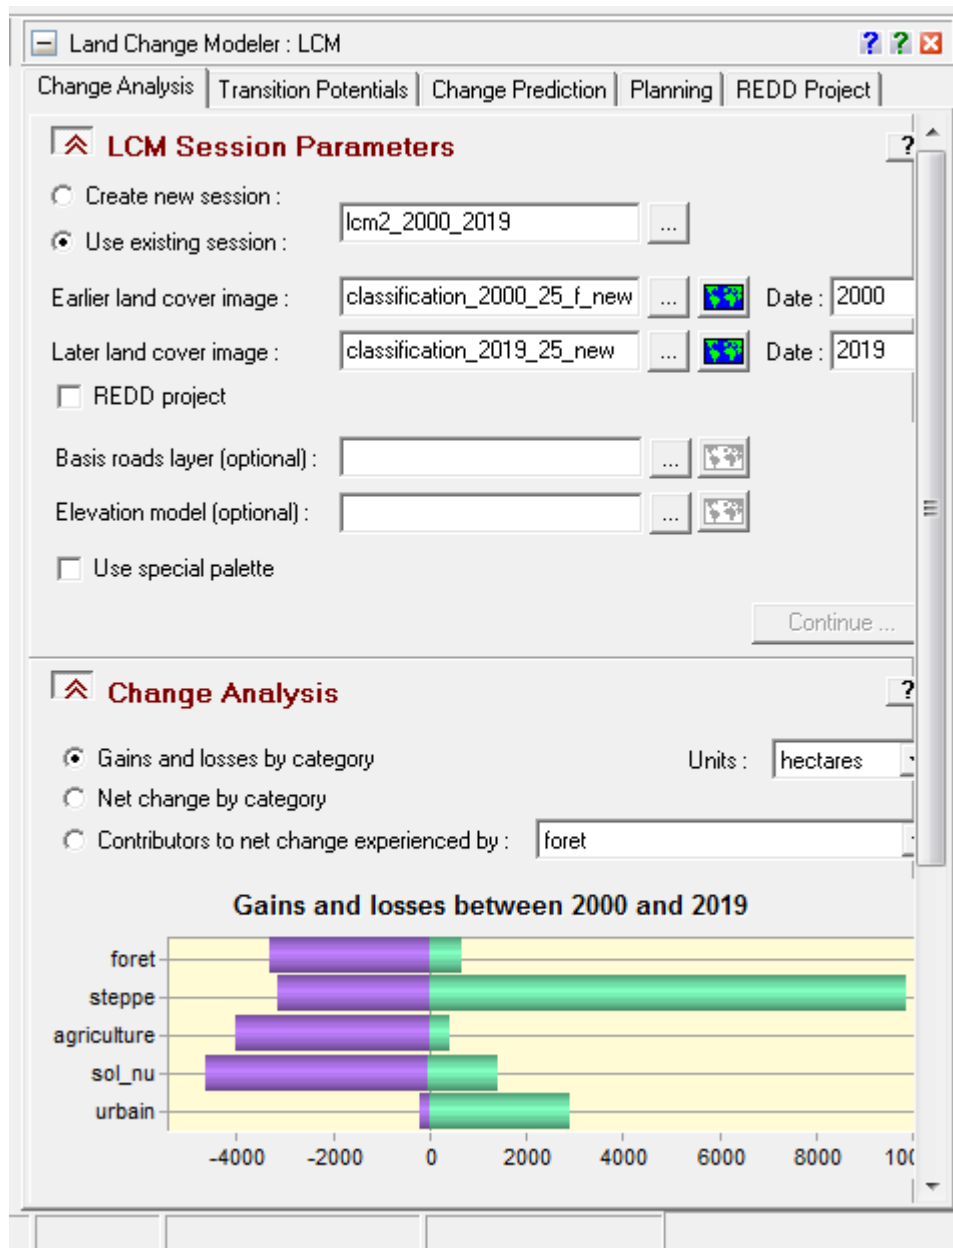 Land Change Modeler : LCM ? ?
Change Analysis Transition Potentials Change Prediction Planning REDD Project
LCM Session Parameters ?
Create new session :
lcm2_2000_2019 ...
Use existing session :
Earlier land cover image : classification_2000_25_f_new ... Date : 2000
Later land cover image : classification_2019_25_new ... Date : 2019
REDD project
Basis roads layer (optional) : ...
Elevation model (optional) : ...
Use special palette
Continue ...
Change Analysis ?
Gains and losses by category Units : hectares
Net change by category
Contributors to net change experienced by : foret
Gains and losses between 2000 and 2019
foret
steppe
agriculture
sol_nu
urbain
-4000 -2000 0 2000 4000 6000 8000